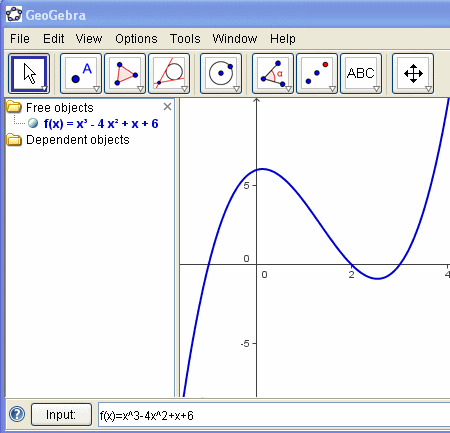 GeoGebra
File Edit View Options Tools Window Help
A α ABC
Free objects
f(x) = x³ - 4 x² + x + 6
Dependent objects
5
0
0 2 4
-5
Input: f(x)=x^3-4x^2+x+6